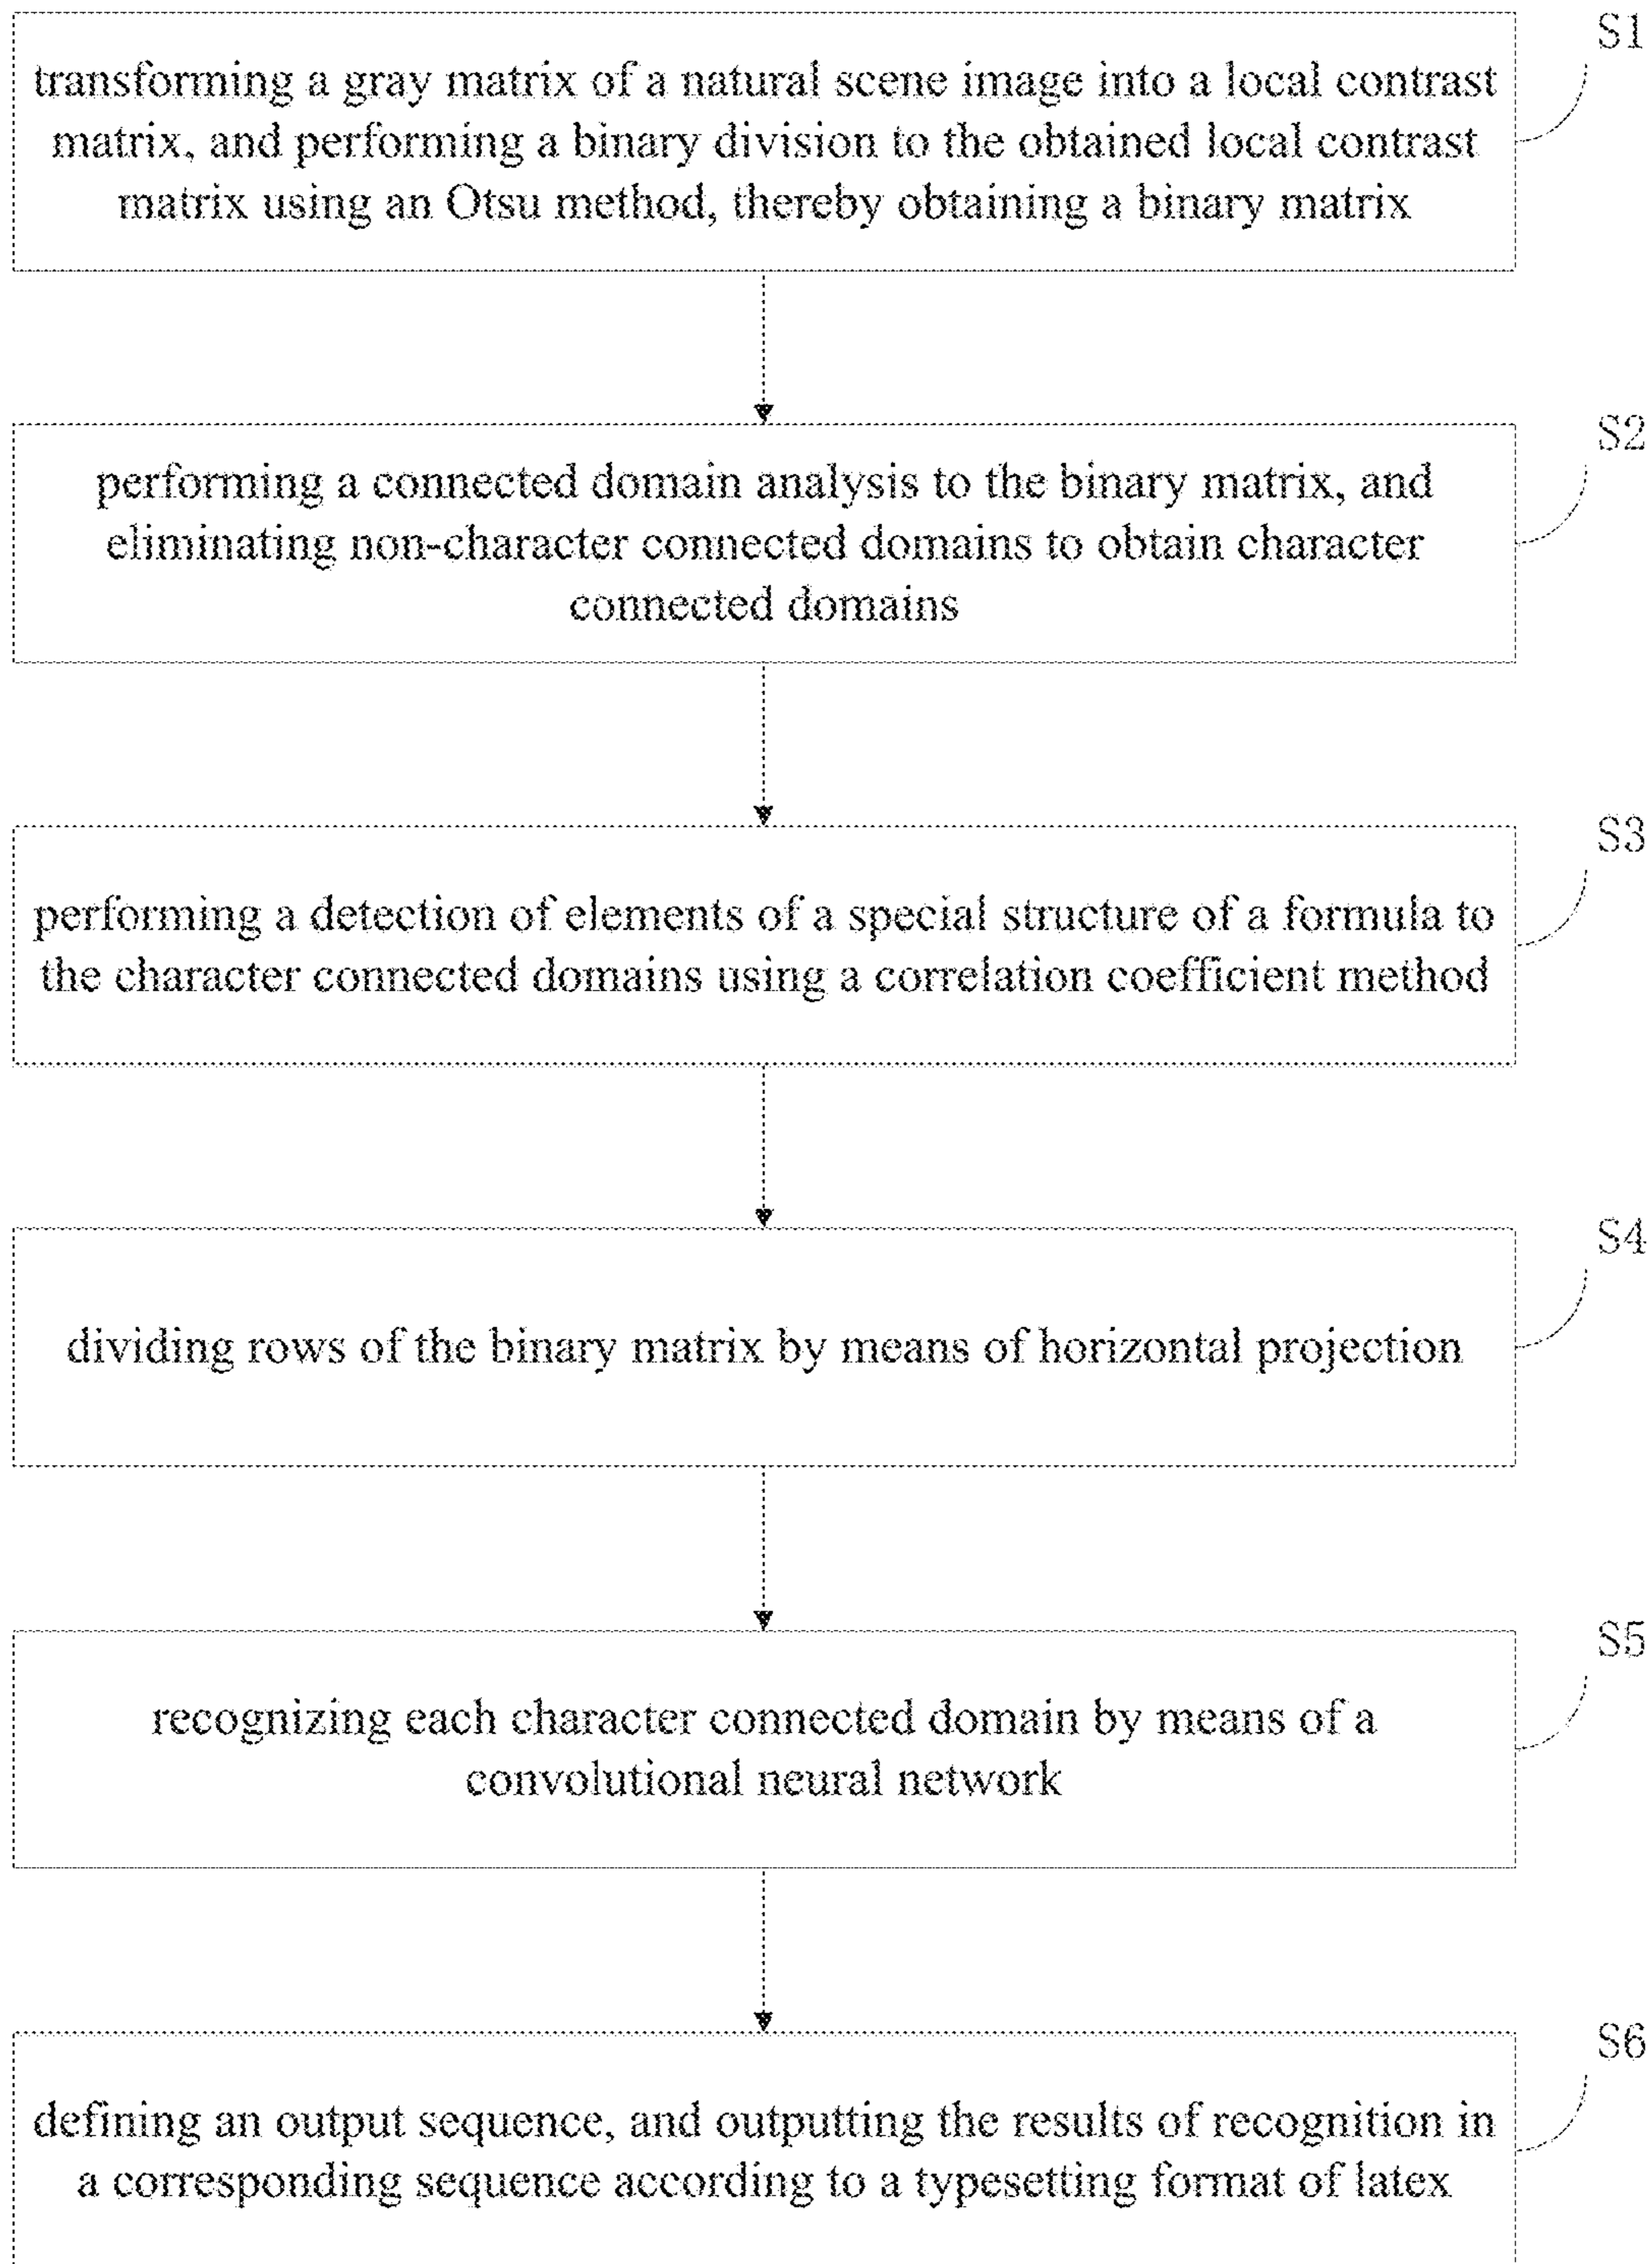 S1
transforming a gray matrix of a natural scene image into a local contrast
matrix, and performing a binary division to the obtained local contrast
matrix using an Otsu method, thereby obtaining a binary matrix
S2
performing a connected domain analysis to the binary matrix, and
eliminating non-character connected domains to obtain character
connected domains
S3
performing a detection of elements of a special structure of a formula to
the character connected domains using a correlation coefficient method
S4
dividing rows of the binary matrix by means of horizontal projection
S5
recognizing each character connected domain by means of a
convolutional neural network
S6
defining an output sequence, and outputting the results of recognition in
a corresponding sequence according to a typesetting format of latex